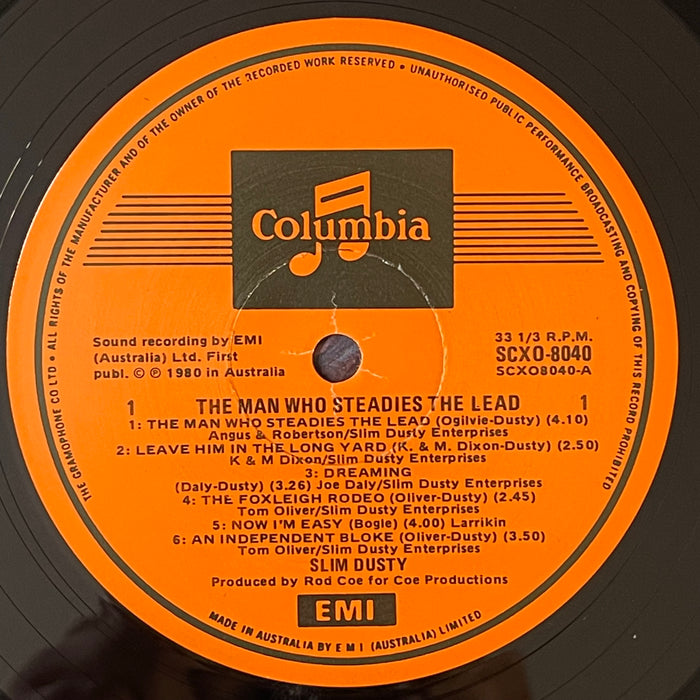 THE GRAMOPHONE CO LTD • ALL RIGHTS OF THE MANUFACTURER AND OF THE OWNER OF THE RECORDED WORK RESERVED • UNAUTHORISED PUBLIC PERFORMANCE BROADCASTING AND COPYING OF THIS RECORD PROHIBITED
Columbia
Sound recording by EMI
(Australia) Ltd. First
publ. © ℗ 1980 in Australia
33 1/3 R.P.M.
SCXO-8040
SCXO8040-A
1 THE MAN WHO STEADIES THE LEAD 1
1: THE MAN WHO STEADIES THE LEAD (Ogilvie-Dusty) (4.10)
Angus & Robertson/Slim Dusty Enterprises
2: LEAVE HIM IN THE LONG YARD (K. & M. Dixon-Dusty) (2.50)
K & M Dixon/Slim Dusty Enterprises
3: DREAMING
(Daly-Dusty) (3.26) Joe Daly/Slim Dusty Enterprises
4: THE FOXLEIGH RODEO (Oliver-Dusty) (2.45)
Tom Oliver/Slim Dusty Enterprises
5: NOW I'M EASY (Bogle) (4.00) Larrikin
6: AN INDEPENDENT BLOKE (Oliver-Dusty) (3.50)
Tom Oliver/Slim Dusty Enterprises
SLIM DUSTY
Produced by Rod Coe for Coe Productions
EMI
MADE IN AUSTRALIA BY E M I (AUSTRALIA) LIMITED